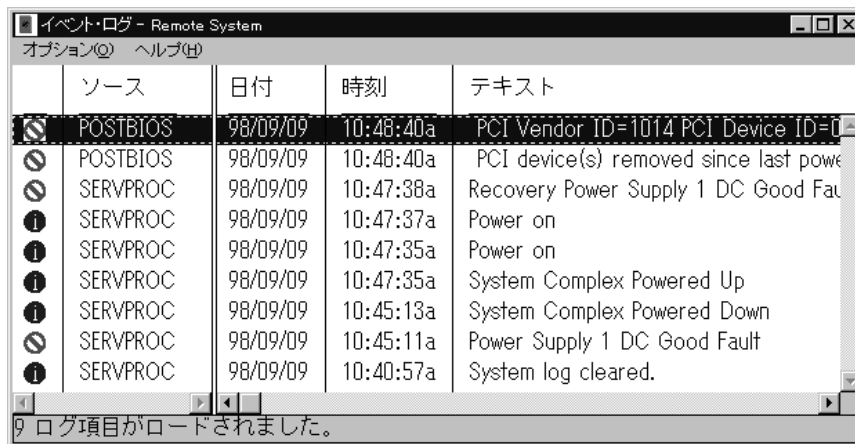 イベント・ログ - Remote System
オプション(O) ヘルプ(H)
ソース 日付 時刻 テキスト
POSTBIOS 98/09/09 10:48:40a PCI Vendor ID=1014 PCI Device ID=0
POSTBIOS 98/09/09 10:48:40a PCI device(s) removed since last powe
SERVPROC 98/09/09 10:47:38a Recovery Power Supply 1 DC Good Fau
SERVPROC 98/09/09 10:47:37a Power on
SERVPROC 98/09/09 10:47:35a Power on
SERVPROC 98/09/09 10:47:35a System Complex Powered Up
SERVPROC 98/09/09 10:45:13a System Complex Powered Down
SERVPROC 98/09/09 10:45:11a Power Supply 1 DC Good Fault
SERVPROC 98/09/09 10:40:57a System log cleared.
9 ログ項目がロードされました。